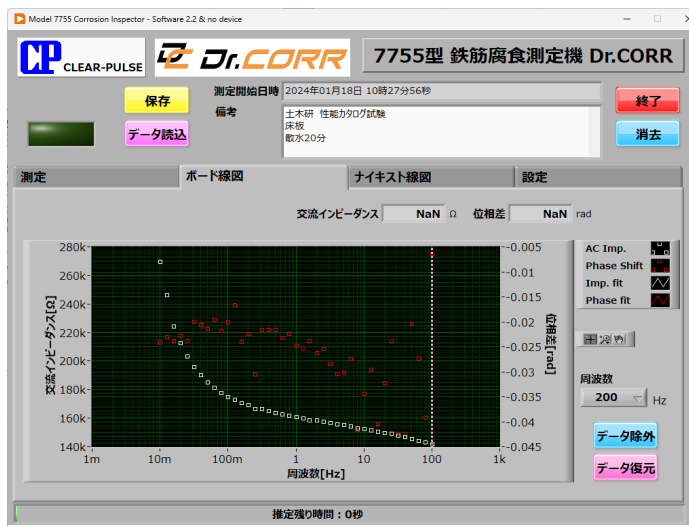 Model 7755 Corrosion Inspector - Software 2.2 & no device
CP CLEAR-PULSE
Dr.CORR
7755型 鉄筋腐食測定機 Dr.CORR
保存
データ読込
測定開始日時 2024年01月18日 10時27分56秒
備考
土木研 性能カタログ試験
床板
散水20分
終了
消去
測定 ボード線図 ナイキスト線図 設定
交流インピーダンス NaN Ω 位相差 NaN rad
280k
260k
240k
220k
200k
180k
160k
140k
交流インピーダンス[Ω]
-0.005
-0.01
-0.015
-0.02
-0.025
-0.03
-0.035
-0.04
-0.045
位相差[rad]
1m 10m 100m 1 10 100 1k
周波数[Hz]
AC Imp.
Phase Shift
Imp. fit
Phase fit
周波数
200 Hz
データ除外
データ復元
推定残り時間：0秒